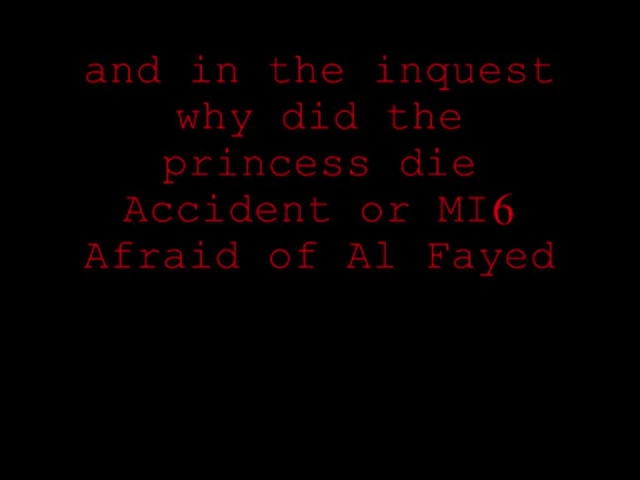 and in the inquest
why did the
princess die
Accident or MI6
Afraid of Al Fayed